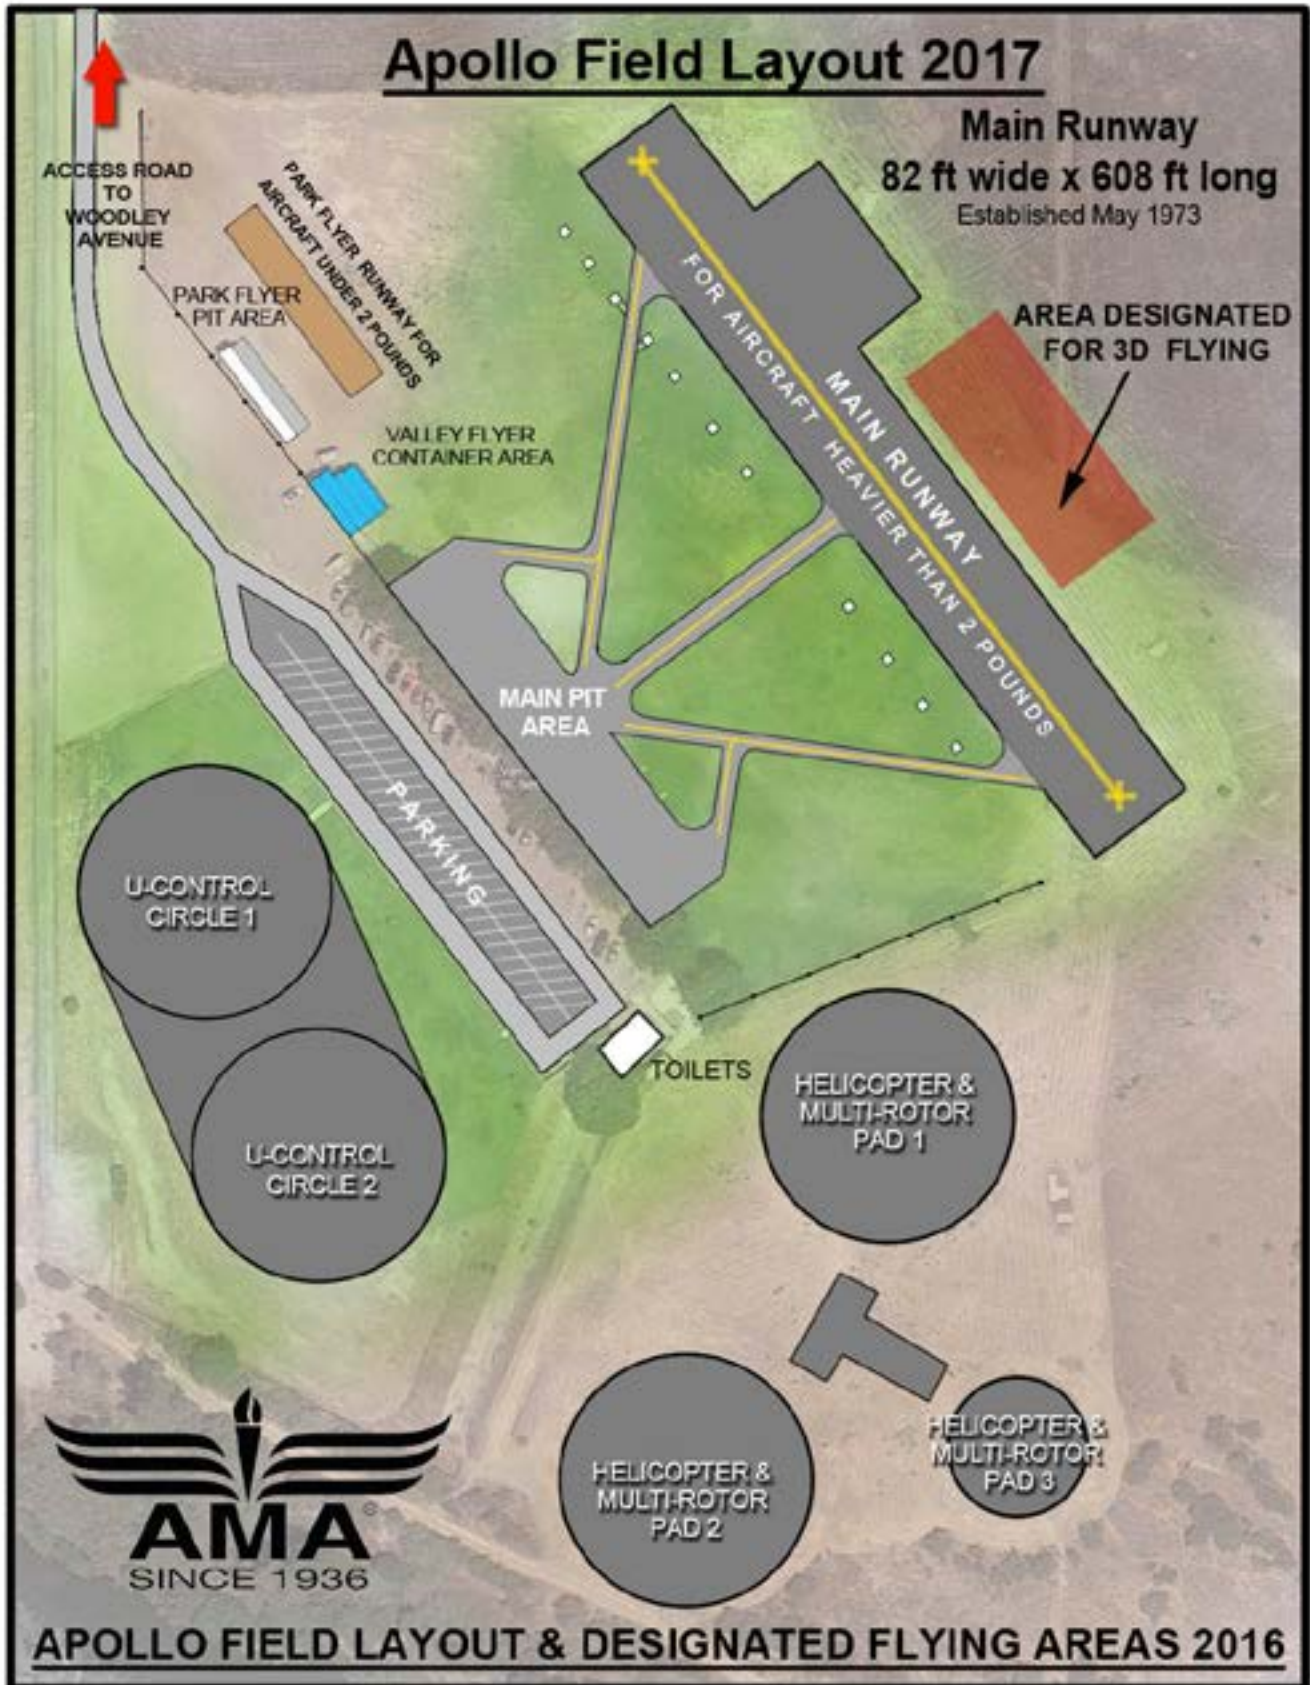 Apollo Field Layout 2017
Main Runway
82 ft wide x 608 ft long
Established May 1973
ACCESS ROAD
TO
WOODLEY
AVENUE
PARK FLYER RUNWAY FOR
AIRCRAFT UNDER 2 POUNDS
PARK FLYER
PIT AREA
VALLEY FLYER
CONTAINER AREA
MAIN RUNWAY
FOR AIRCRAFT HEAVIER THAN 2 POUNDS
AREA DESIGNATED
FOR 3D FLYING
MAIN PIT
AREA
PARKING
U-CONTROL
CIRCLE 1
U-CONTROL
CIRCLE 2
TOILETS
HELICOPTER &
MULTI-ROTOR
PAD 1
HELICOPTER &
MULTI-ROTOR
PAD 2
HELICOPTER &
MULTI-ROTOR
PAD 3
AMA®
SINCE 1936
APOLLO FIELD LAYOUT & DESIGNATED FLYING AREAS 2016